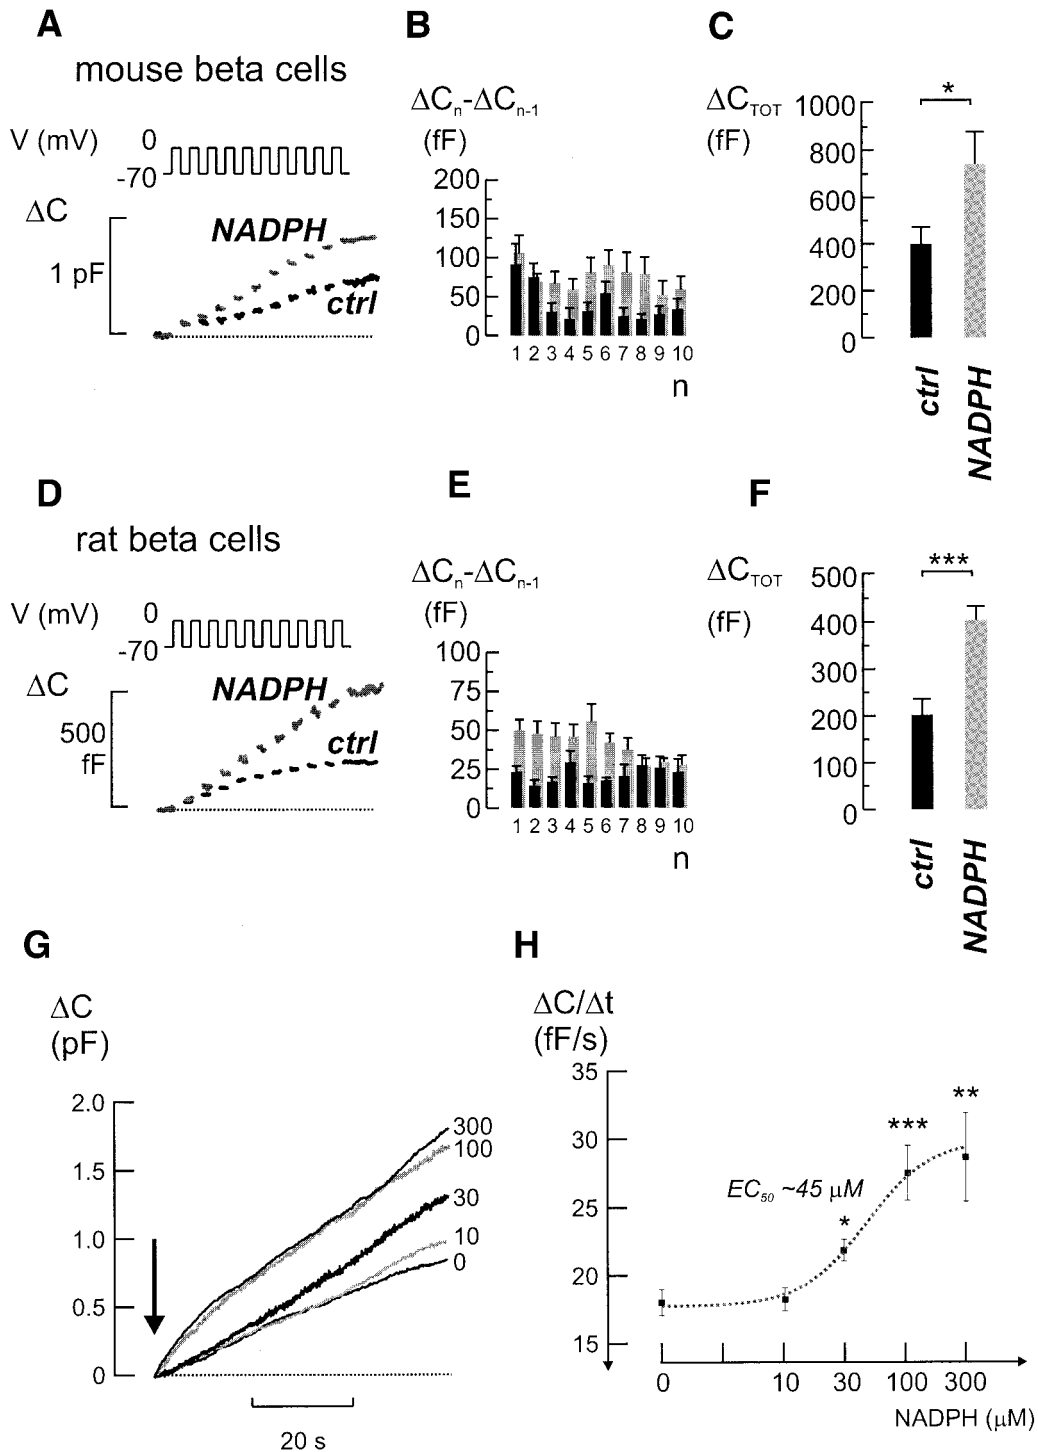 A
mouse beta cells
V (mV)
0
-70
ΔC
1 pF
NADPH
ctrl
B
ΔCn-ΔCn-1
(fF)
200
150
100
50
0
1 2 3 4 5 6 7 8 9 10
n
C
ΔCTOT
(fF)
1000
800
600
400
200
0
*
ctrl
NADPH
D
rat beta cells
V (mV)
0
-70
ΔC
500
fF
NADPH
ctrl
E
ΔCn-ΔCn-1
(fF)
100
75
50
25
0
1 2 3 4 5 6 7 8 9 10
n
F
ΔCTOT
(fF)
500
400
300
200
100
0
***
ctrl
NADPH
G
ΔC
(pF)
2.0
1.5
1.0
0.5
0
300
100
30
10
0
20 s
H
ΔC/Δt
(fF/s)
35
30
25
20
15
EC50 ~45 μM
*
***
**
0 10 30 100 300
NADPH (μM)